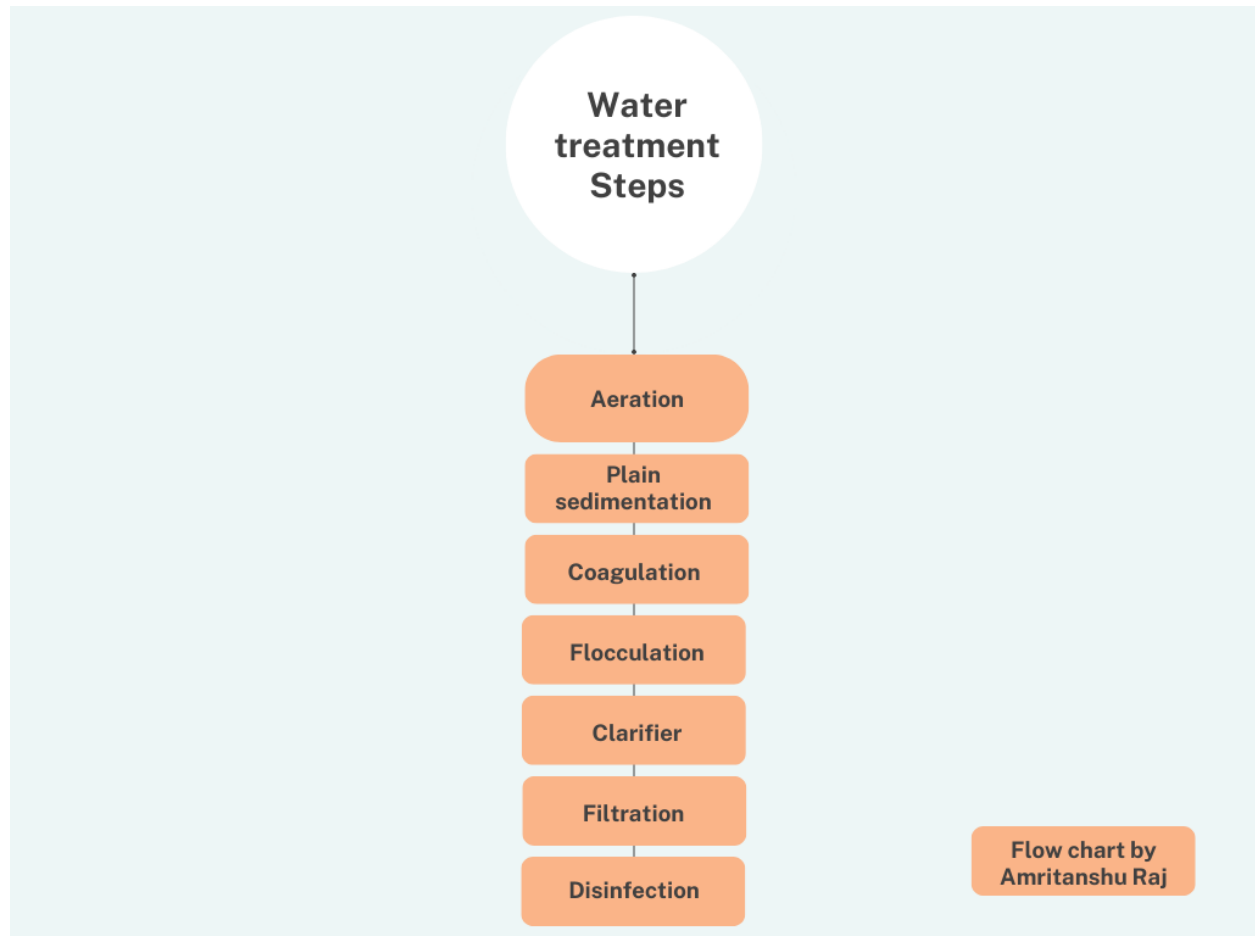 Water
treatment
Steps
Aeration
Plain
sedimentation
Coagulation
Flocculation
Clarifier
Filtration
Disinfection
Flow chart by
Amritanshu Raj